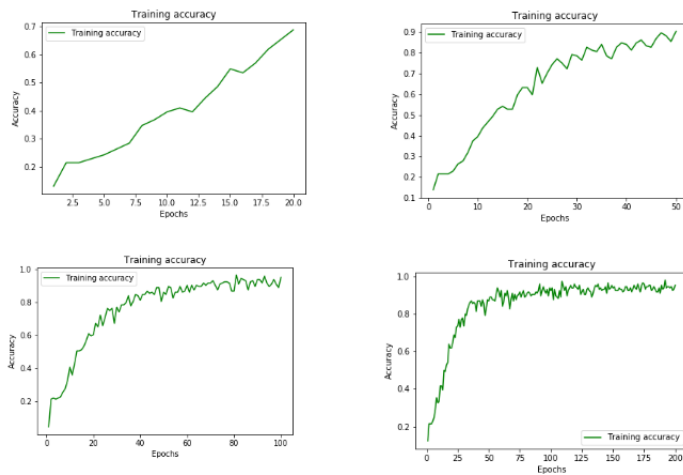 Training accuracy
Training accuracy
0.7
0.6
0.5
0.4
0.3
0.2
Accuracy
2.5 5.0 7.5 10.0 12.5 15.0 17.5 20.0
Epochs
Training accuracy
Training accuracy
0.9
0.8
0.7
0.6
0.5
0.4
0.3
0.2
0.1
Accuracy
0 10 20 30 40 50
Epochs
Training accuracy
Training accuracy
1.0
0.8
0.6
0.4
0.2
Accuracy
0 20 40 60 80 100
Epochs
Training accuracy
1.0
0.8
0.6
0.4
0.2
Accuracy
Training accuracy
0 25 50 75 100 125 150 175 200
Epochs